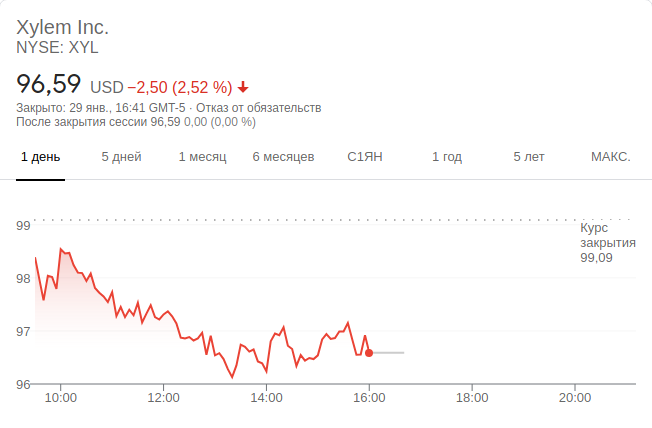 Xylem Inc.
NYSE: XYL
96,59 USD −2,50 (2,52 %)
Закрыто: 29 янв., 16:41 GMT-5 · Отказ от обязательств
После закрытия сессии 96,59 0,00 (0,00 %)
1 день 5 дней 1 месяц 6 месяцев С1ЯН 1 год 5 лет МАКС.
99
Курс
закрытия
99,09
98
97
96
10:00 12:00 14:00 16:00 18:00 20:00